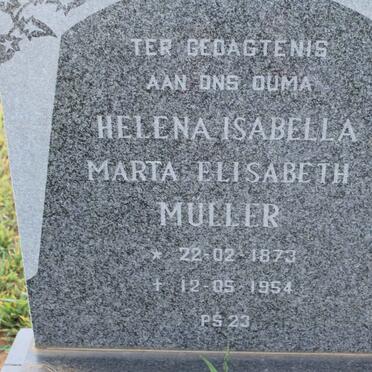 TER GEDAGTENIS
AAN ONS OUMA
HELENA ISABELLA
MARTA ELISABETH
MULLER
* 22-02-1873
+ 12-05-1954
PS 23